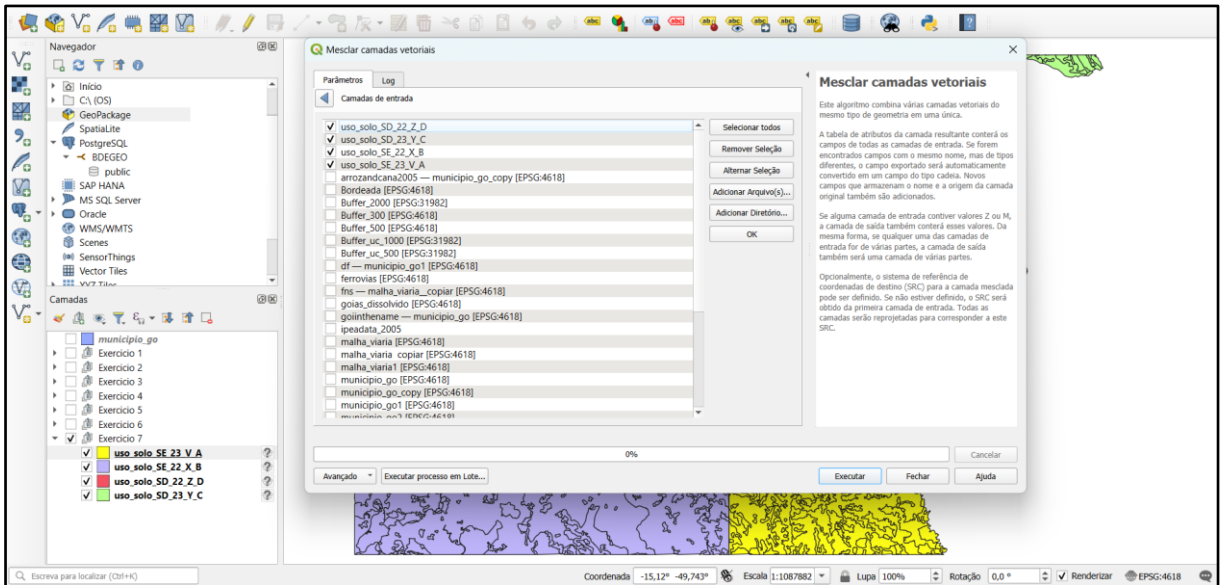 Navegador
Início
C:\ (OS)
GeoPackage
SpatiaLite
PostgreSQL
BDEGEO
public
SAP HANA
MS SQL Server
Oracle
WMS/WMTS
Scenes
SensorThings
Vector Tiles
XYZ Tiles
Camadas
municipio_go
Exercicio 1
Exercicio 2
Exercicio 3
Exercicio 4
Exercicio 5
Exercicio 6
Exercicio 7
uso_solo_SE_23_V_A ?
uso_solo_SE_22_X_B ?
uso_solo_SD_22_Z_D ?
uso_solo_SD_23_Y_C ?
Mesclar camadas vetoriais
Parâmetros Log
Camadas de entrada
uso_solo_SD_22_Z_D
uso_solo_SD_23_Y_C
uso_solo_SE_22_X_B
uso_solo_SE_23_V_A
arrozandcana2005 — municipio_go_copy [EPSG:4618]
Bordeada [EPSG:4618]
Buffer_2000 [EPSG:31982]
Buffer_300 [EPSG:4618]
Buffer_500 [EPSG:4618]
Buffer_uc_1000 [EPSG:31982]
Buffer_uc_500 [EPSG:31982]
df — municipio_go1 [EPSG:4618]
ferrovias [EPSG:4618]
fns — malha_viaria__copiar [EPSG:4618]
goias_dissolvido [EPSG:4618]
goiinthename — municipio_go [EPSG:4618]
ipeadata_2005
malha_viaria [EPSG:4618]
malha_viaria copiar [EPSG:4618]
malha_viaria1 [EPSG:4618]
municipio_go [EPSG:4618]
municipio_go_copy [EPSG:4618]
municipio_go1 [EPSG:4618]
municipio_go2 [EPSG:4618]
Selecionar todos
Remover Seleção
Alternar Seleção
Adicionar Arquivo(s)...
Adicionar Diretório...
OK
Mesclar camadas vetoriais
Este algoritmo combina várias camadas vetoriais do
mesmo tipo de geometria em uma única.
A tabela de atributos da camada resultante conterá os
campos de todas as camadas de entrada. Se forem
encontrados campos com o mesmo nome, mas de tipos
diferentes, o campo exportado será automaticamente
convertido em um campo do tipo cadeia. Novos
campos que armazenam o nome e a origem da camada
original também são adicionados.
Se alguma camada de entrada contiver valores Z ou M,
a camada de saída também conterá esses valores. Da
mesma forma, se qualquer uma das camadas de
entrada for de várias partes, a camada de saída
também será uma camada de várias partes.
Opcionalmente, o sistema de referência de
coordenadas de destino (SRC) para a camada mesclada
pode ser definido. Se não estiver definido, o SRC será
obtido da primeira camada de entrada. Todas as
camadas serão reprojetadas para corresponder a este
SRC.
0% Cancelar
Avançado Executar processo em Lote... Executar Fechar Ajuda
Escreva para localizar (Ctrl+K) Coordenada -15,12° -49,743° Escala 1:1087882 Lupa 100% Rotação 0,0 ° Renderizar EPSG:4618